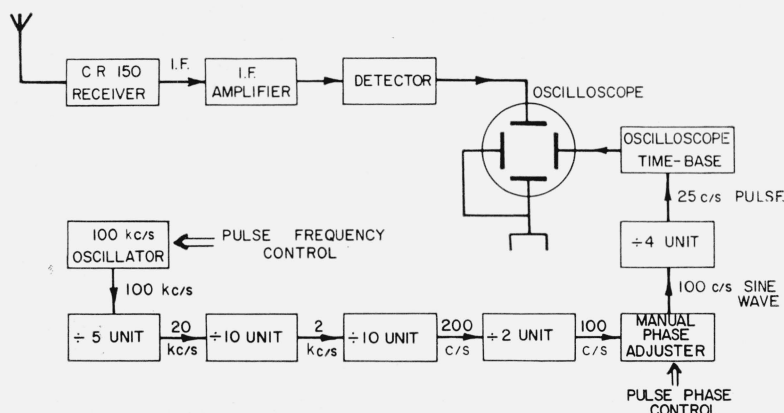 CR 150
RECEIVER
I.F.
I.F.
AMPLIFIER
DETECTOR
OSCILLOSCOPE
OSCILLOSCOPE
TIME-BASE
25 c/s PULSE
÷4 UNIT
100 c/s SINE
WAVE
100 kc/s
OSCILLATOR
PULSE FREQUENCY
CONTROL
100 kc/s
÷ 5 UNIT
20
kc/s
÷10 UNIT
2
kc/s
÷10 UNIT
200
c/s
÷2 UNIT
100
c/s
MANUAL
PHASE
ADJUSTER
PULSE PHASE
CONTROL